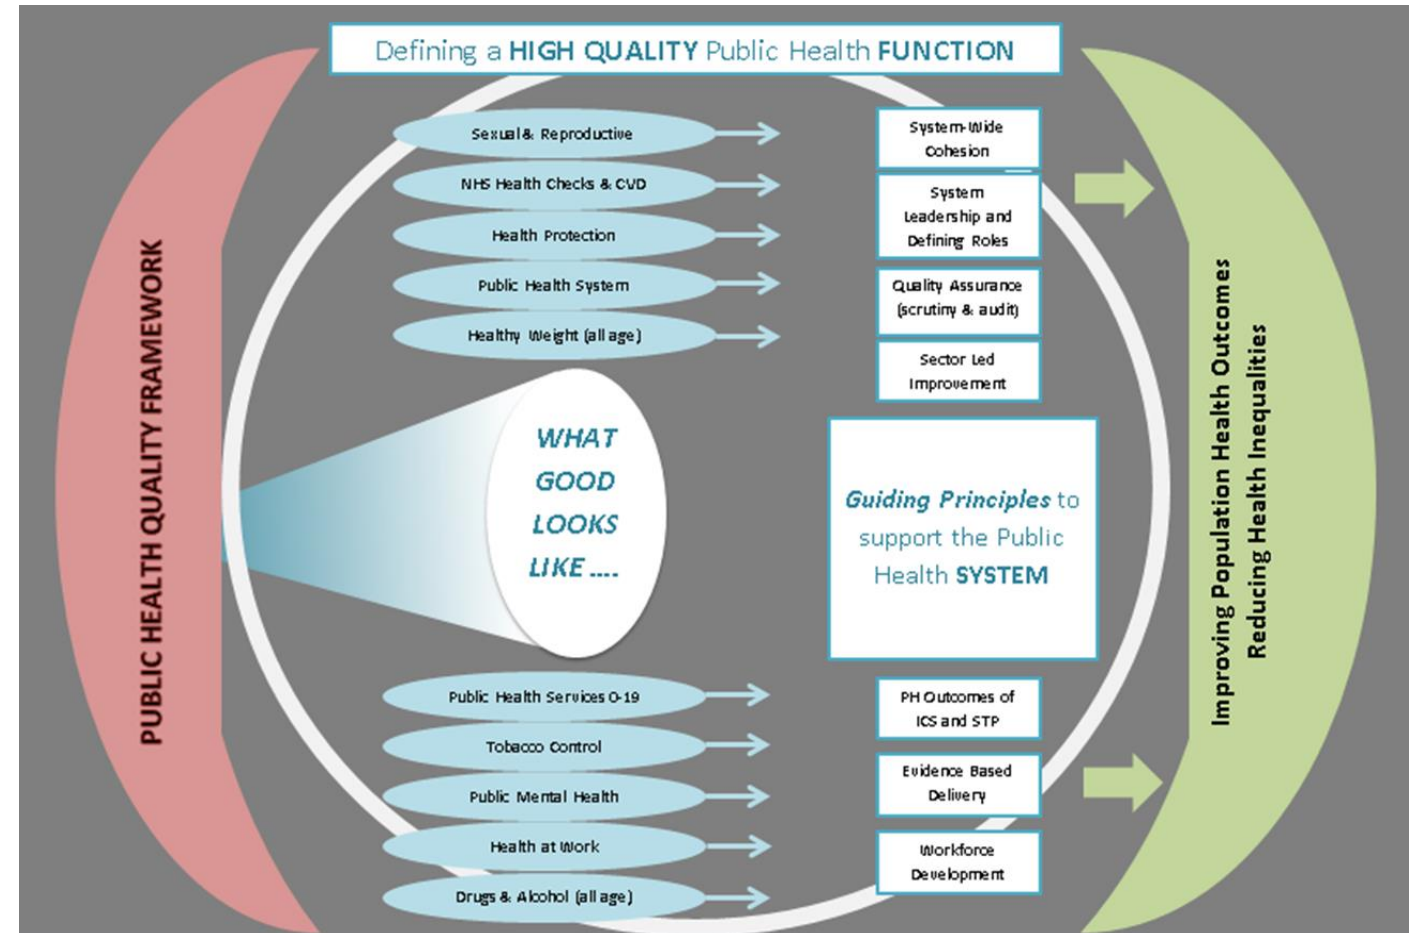 Defining a HIGH QUALITY Public Health FUNCTION
PUBLIC HEALTH QUALITY FRAMEWORK
Sexual & Reproductive
NHS Health Checks & CVD
Health Protection
Public Health System
Healthy Weight (all age)
WHAT
GOOD
LOOKS
LIKE ....
Public Health Services 0-19
Tobacco Control
Public Mental Health
Health at Work
Drugs & Alcohol (all age)
System-Wide
Cohesion
System
Leadership and
Defining Roles
Quality Assurance
(scrutiny & audit)
Sector Led
Improvement
Guiding Principles to
support the Public
Health SYSTEM
PH Outcomes of
ICS and STP
Evidence Based
Delivery
Workforce
Development
Improving Population Health Outcomes
Reducing Health Inequalities